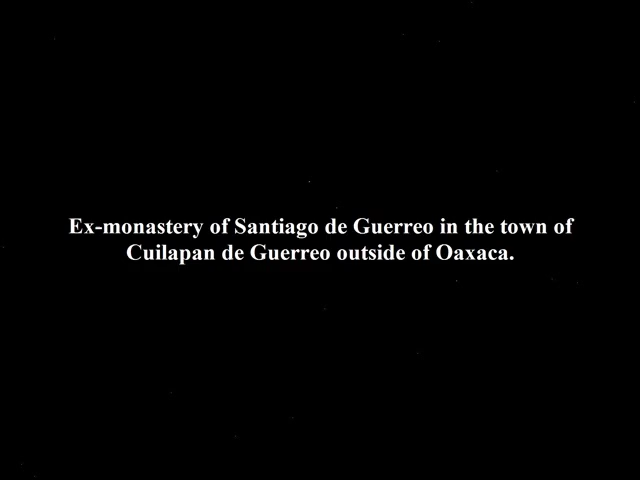 Ex-monastery of Santiago de Guerreo in the town of
Cuilapan de Guerreo outside of Oaxaca.